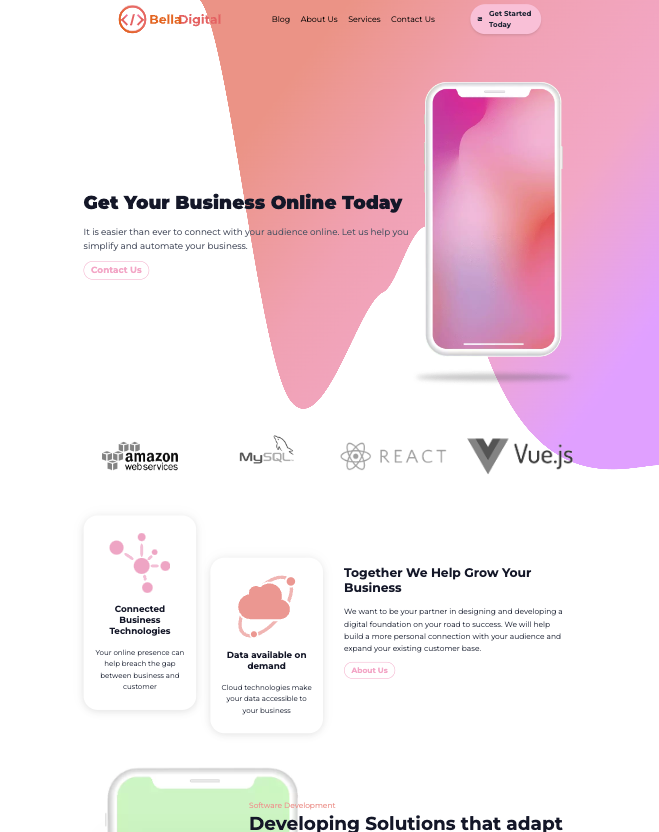 </> BellaDigital
Blog About Us Services Contact Us
Get Started
Today
Get Your Business Online Today
It is easier than ever to connect with your audience online. Let us help you
simplify and automate your business.
Contact Us
amazon
webservices
MySQL
REACT
Vue.js
Connected
Business
Technologies
Your online presence can
help breach the gap
between business and
customer
Data available on
demand
Cloud technologies make
your data accessible to
your business
Together We Help Grow Your
Business
We want to be your partner in designing and developing a
digital foundation on your road to success. We will help
build a more personal connection with your audience and
expand your existing customer base.
About Us
Software Development
Developing Solutions that adapt